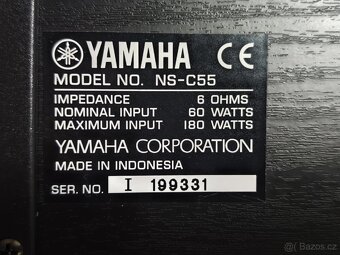 YAMAHA CE
MODEL NO. NS-C55
IMPEDANCE 6 OHMS
NOMINAL INPUT 60 WATTS
MAXIMUM INPUT 180 WATTS
YAMAHA CORPORATION
MADE IN INDONESIA
SER. NO. I 199331
Bazos.cz